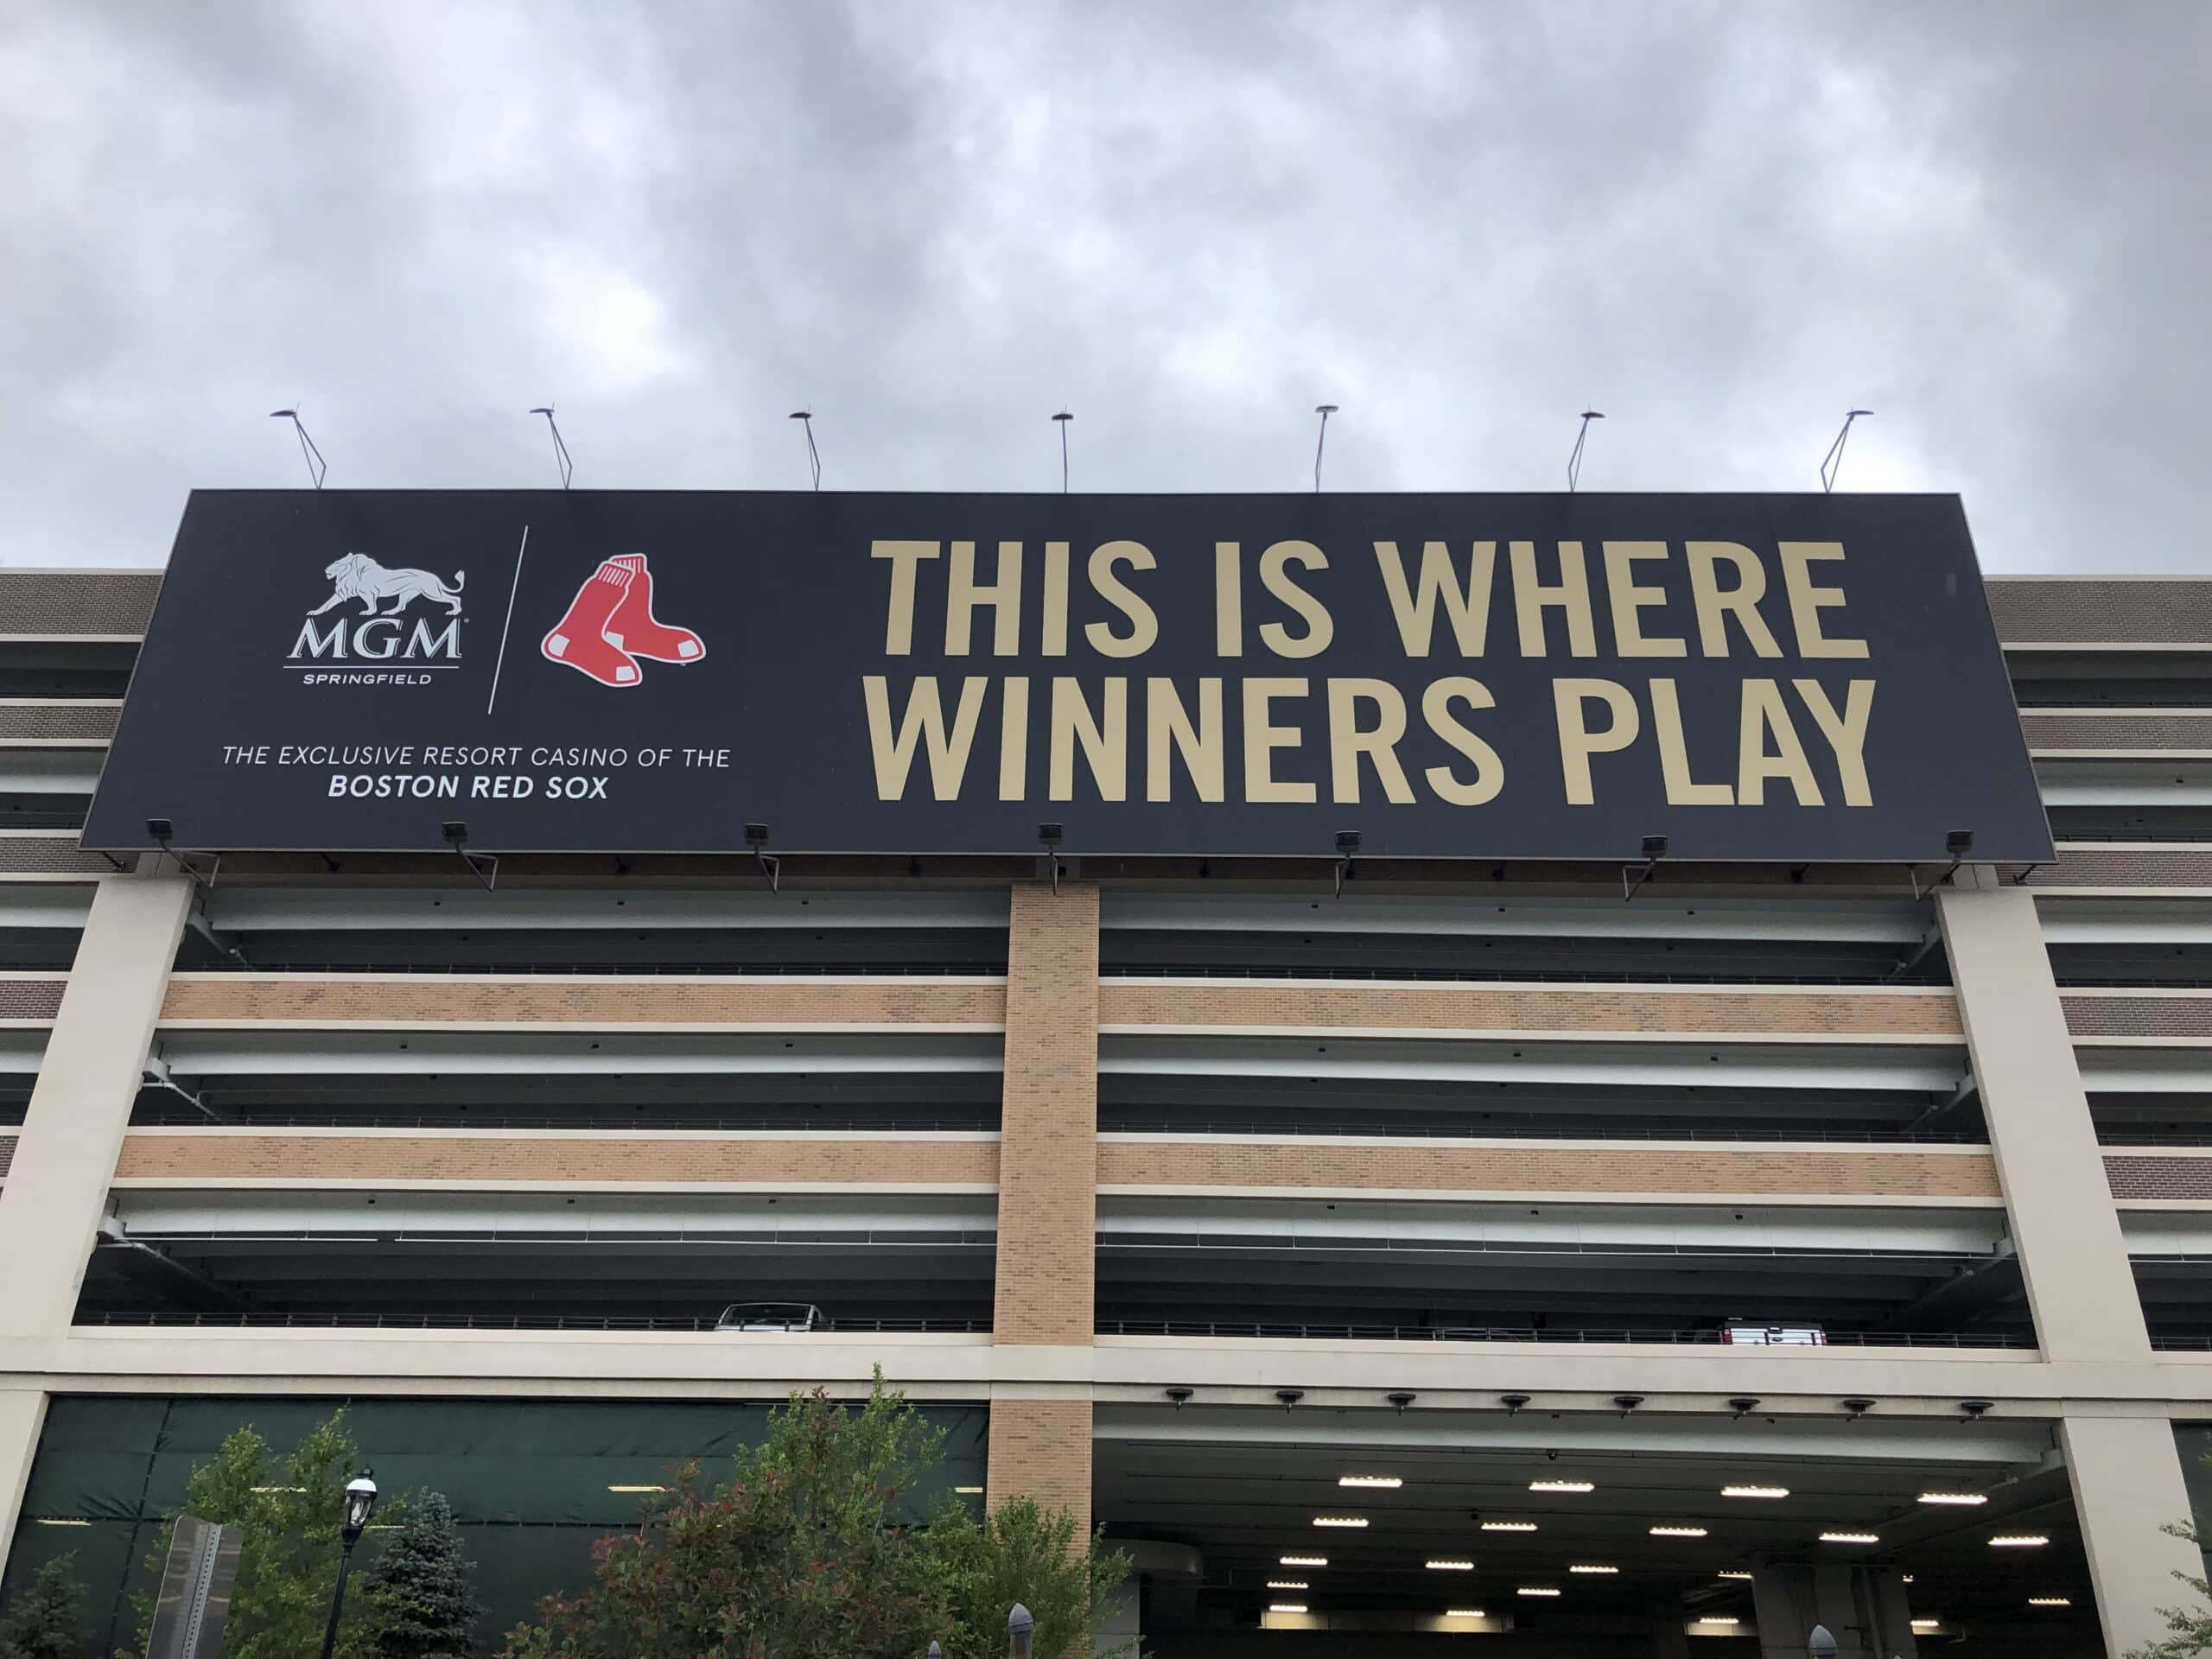 MGM
SPRINGFIELD
THE EXCLUSIVE RESORT CASINO OF THE
BOSTON RED SOX
THIS IS WHERE
WINNERS PLAY